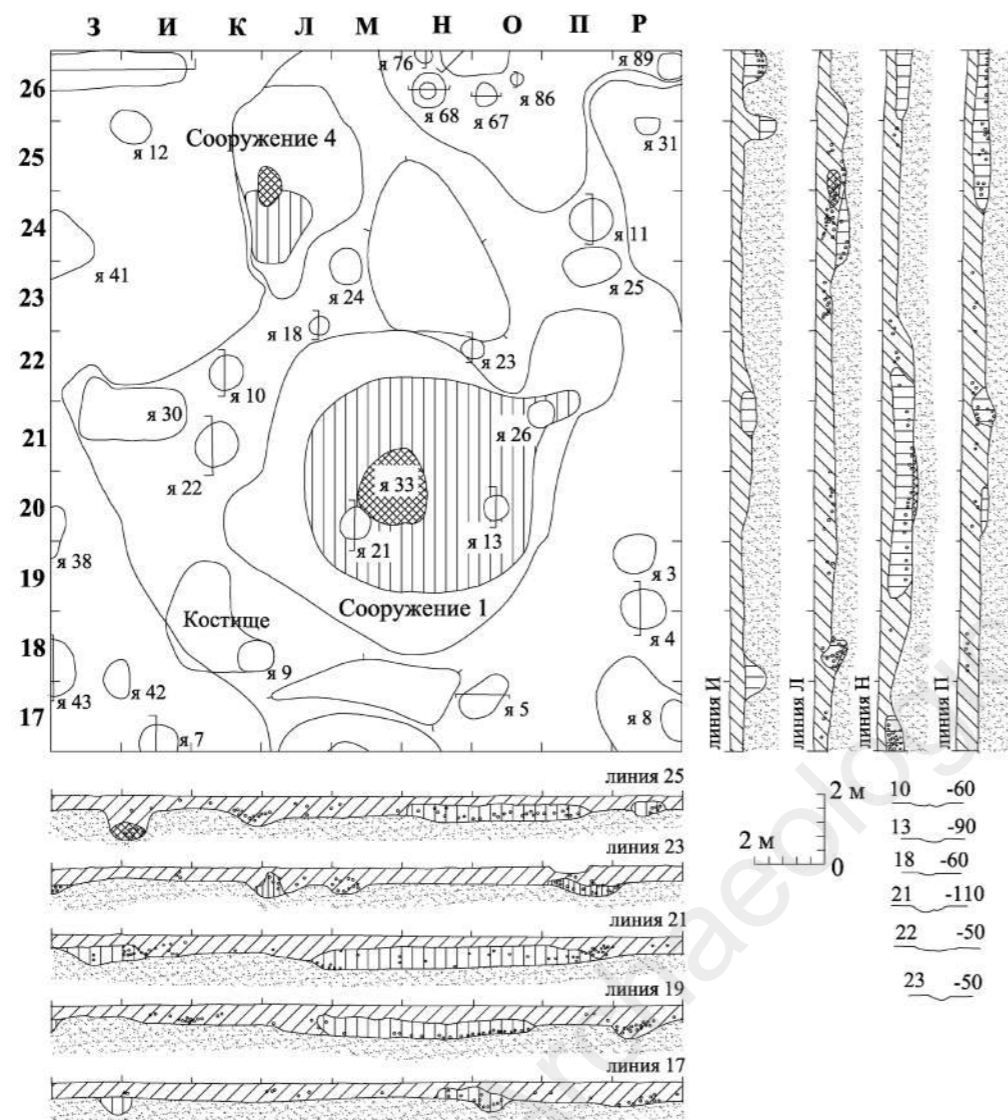 З И К Л М Н О П Р
26
25
24
23
22
21
20
19
18
17
я 76
я 68
я 67
я 86
я 89
я 12
Сооружение 4
я 31
я 11
я 41
я 24
я 25
я 18
я 23
я 10
я 30
я 26
я 22
я 33
я 21
я 13
я 38
я 3
Сооружение 1
Костище
я 4
я 9
я 43
я 42
я 5
я 7
я 8
линия И
линия Л
линия Н
линия П
линия 25
линия 23
линия 21
линия 19
линия 17
2 м
2 м
0
10 -60
13 -90
18 -60
21 -110
22 -50
23 -50